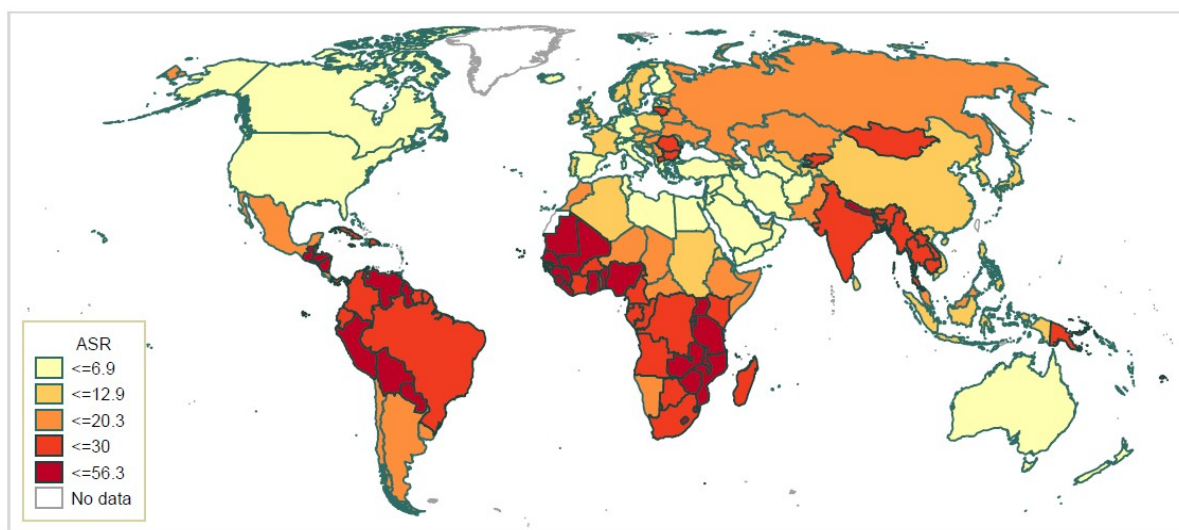 ASR
<=6.9
<=12.9
<=20.3
<=30
<=56.3
No data